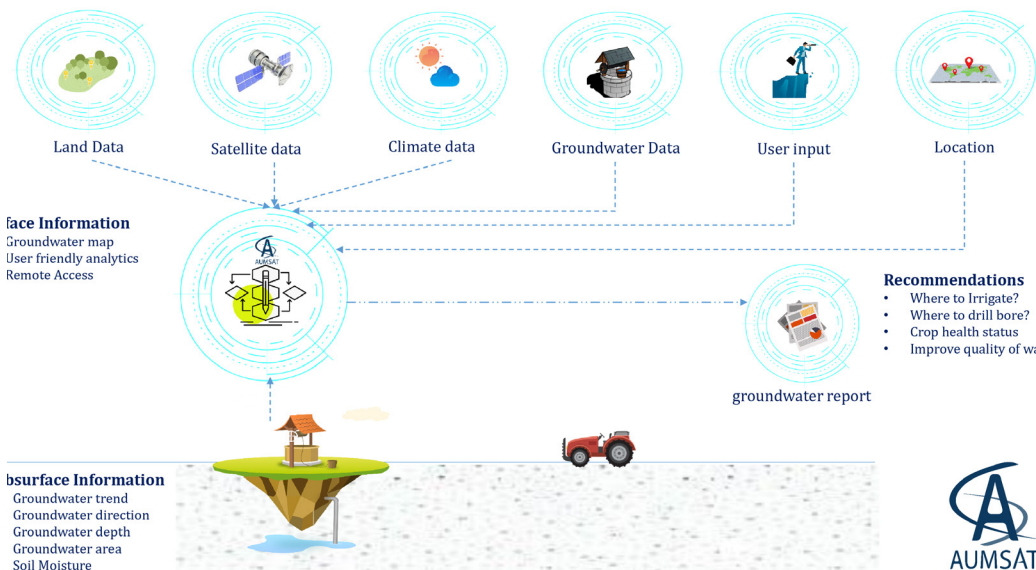 Land Data
Satellite data
Climate data
Groundwater Data
User input
Location
face Information
Groundwater map
User friendly analytics
Remote Access
AUMSAT
Recommendations
• Where to Irrigate?
• Where to drill bore?
• Crop health status
• Improve quality of wa
groundwater report
bsurface Information
Groundwater trend
Groundwater direction
Groundwater depth
Groundwater area
Soil Moisture
AUMSAT